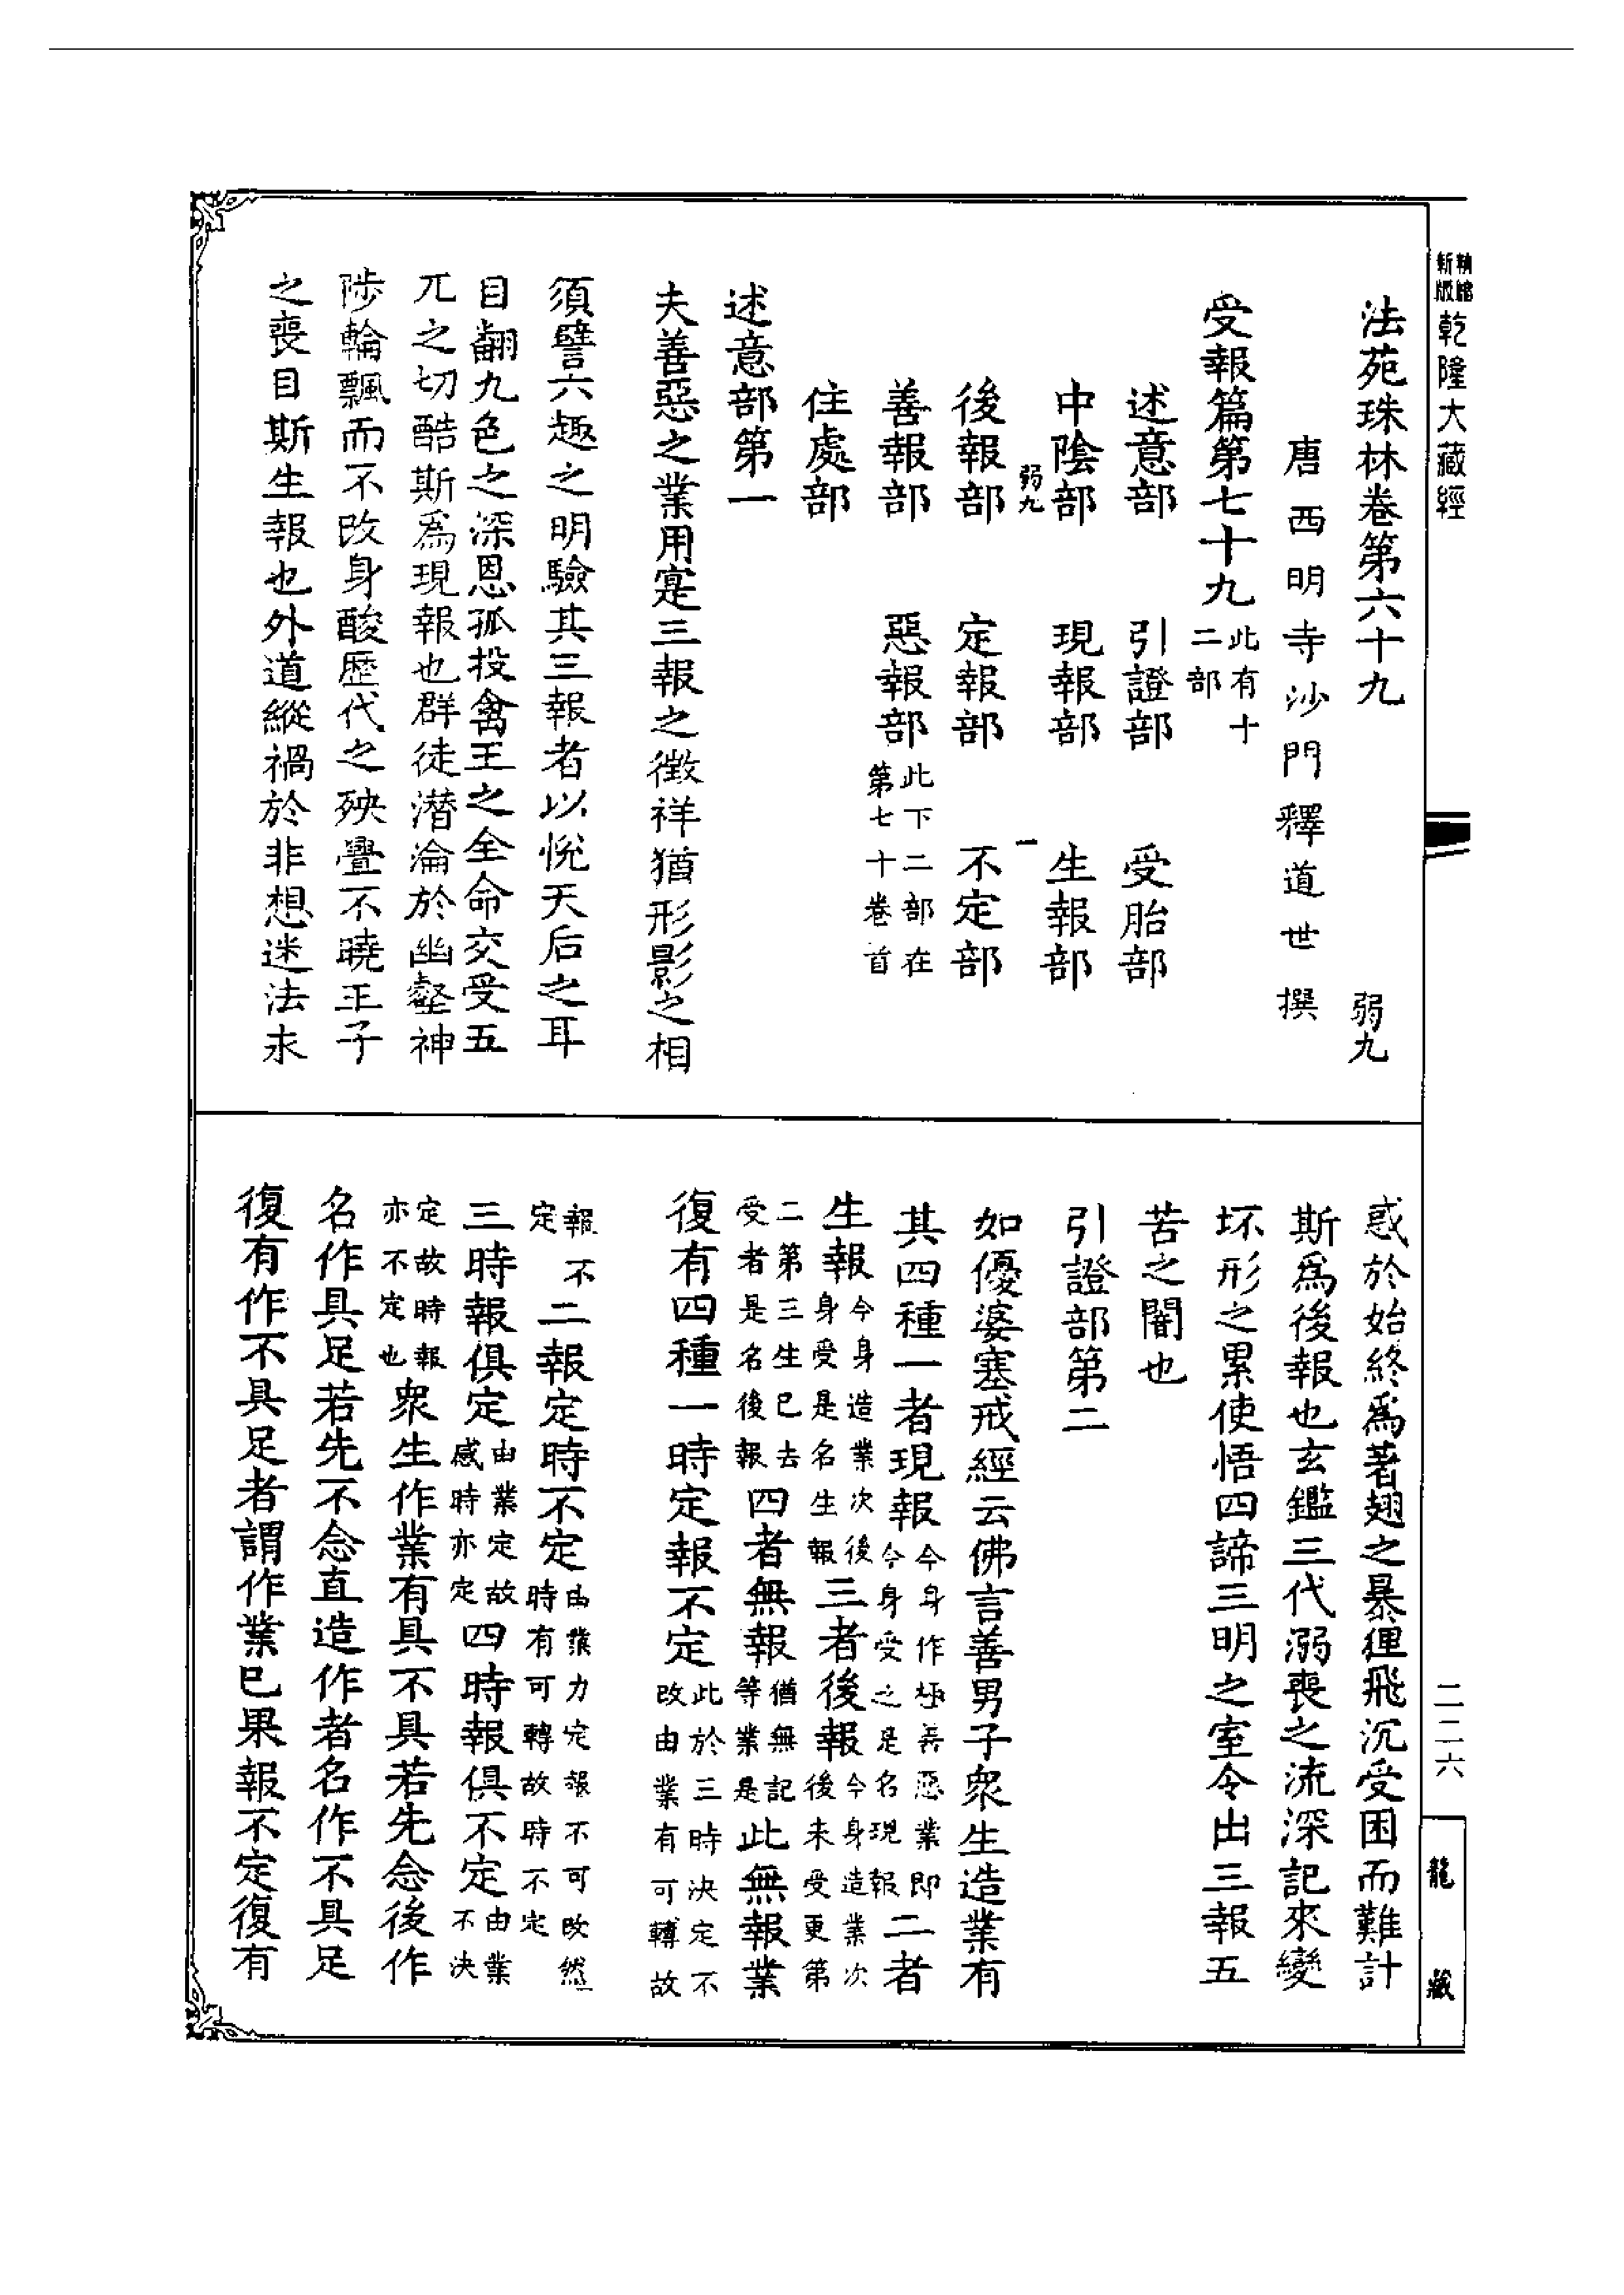 新版
乾隆大藏經
二二六
龍藏
法苑珠林卷第六十九 弱九
唐西明寺沙門釋道世撰
受報篇第七十九 此有十二部
述意部 引證部 受胎部
中陰部 現報部 生報部
弱九 一
後報部 定報部 不定部
善報部 惡報部 此下二部在第七十卷首
住處部
述意部第一
夫善惡之業用寔三報之徵祥猶形影之相
須譬六趣之明驗其三報者以悅天后之耳
目翻九色之深恩孤投禽王之全命交受五
兀之切酷斯爲現報也群徒潛淪於幽壑神
陟輪飄而不改身酸歷代之殃疊不曉王子
之喪目斯生報也外道縱禍於非想迷法未
惑於始終爲著翅之暴狸飛沉受困而難計
斯爲後報也玄鑑三代溺喪之流深記來變
坏形之累使悟四諦三明之室令出三報五
苦之闇也
引證部第二
如優婆塞戒經云佛言善男子衆生造業有
其四種一者現報 今身作極善惡業即今身受之是名現報 二者
生報 今身造業次後身受是名生報 三者後報 今身造業次後未受更第
二第三生已去受者是名後報 四者無報 猶無記等業是 此無報業
復有四種一時定報不定 此於三時決定不改由業有可轉故
報不定 二報定時不定 由業力定報不可改然時有可轉故時不定
三時報俱定 由業定故感時亦定 四時報俱不定 由業不決
定故時報亦不定也 衆生作業有具不具若先念後作
名作具足若先不念直造作者名作不具足
復有作不具足者謂作業已果報不定復有